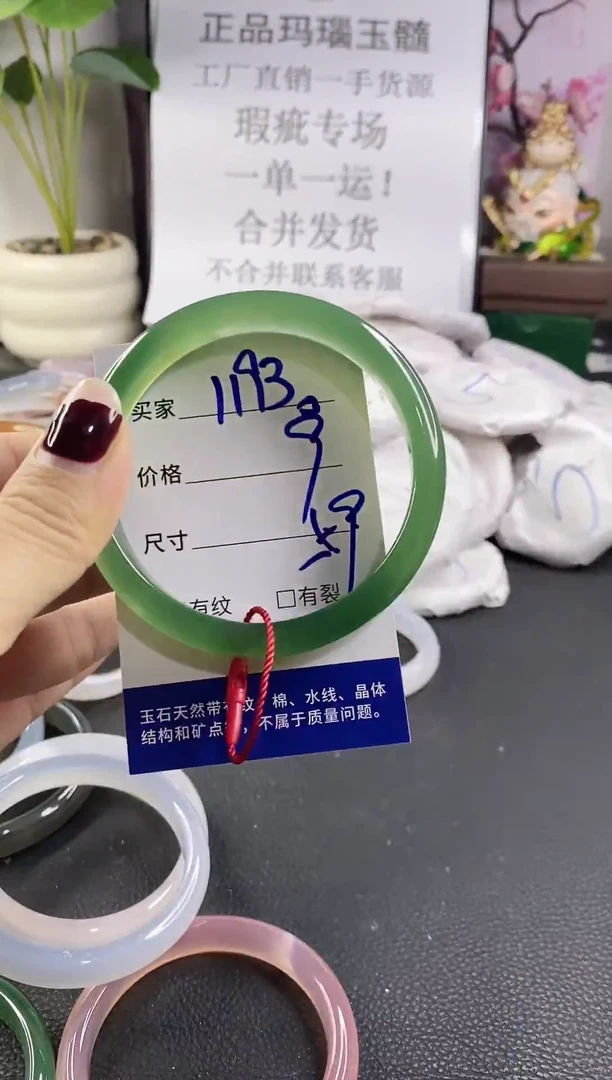 正品玛瑙玉髓
工厂直销一手货源
瑕疵专场
一单一运！
合并发货
不合并联系客服
买家 1193
价格
尺寸
有纹 □有裂
玉石天然带有纹、棉、水线、晶体
结构和矿点等，不属于质量问题。